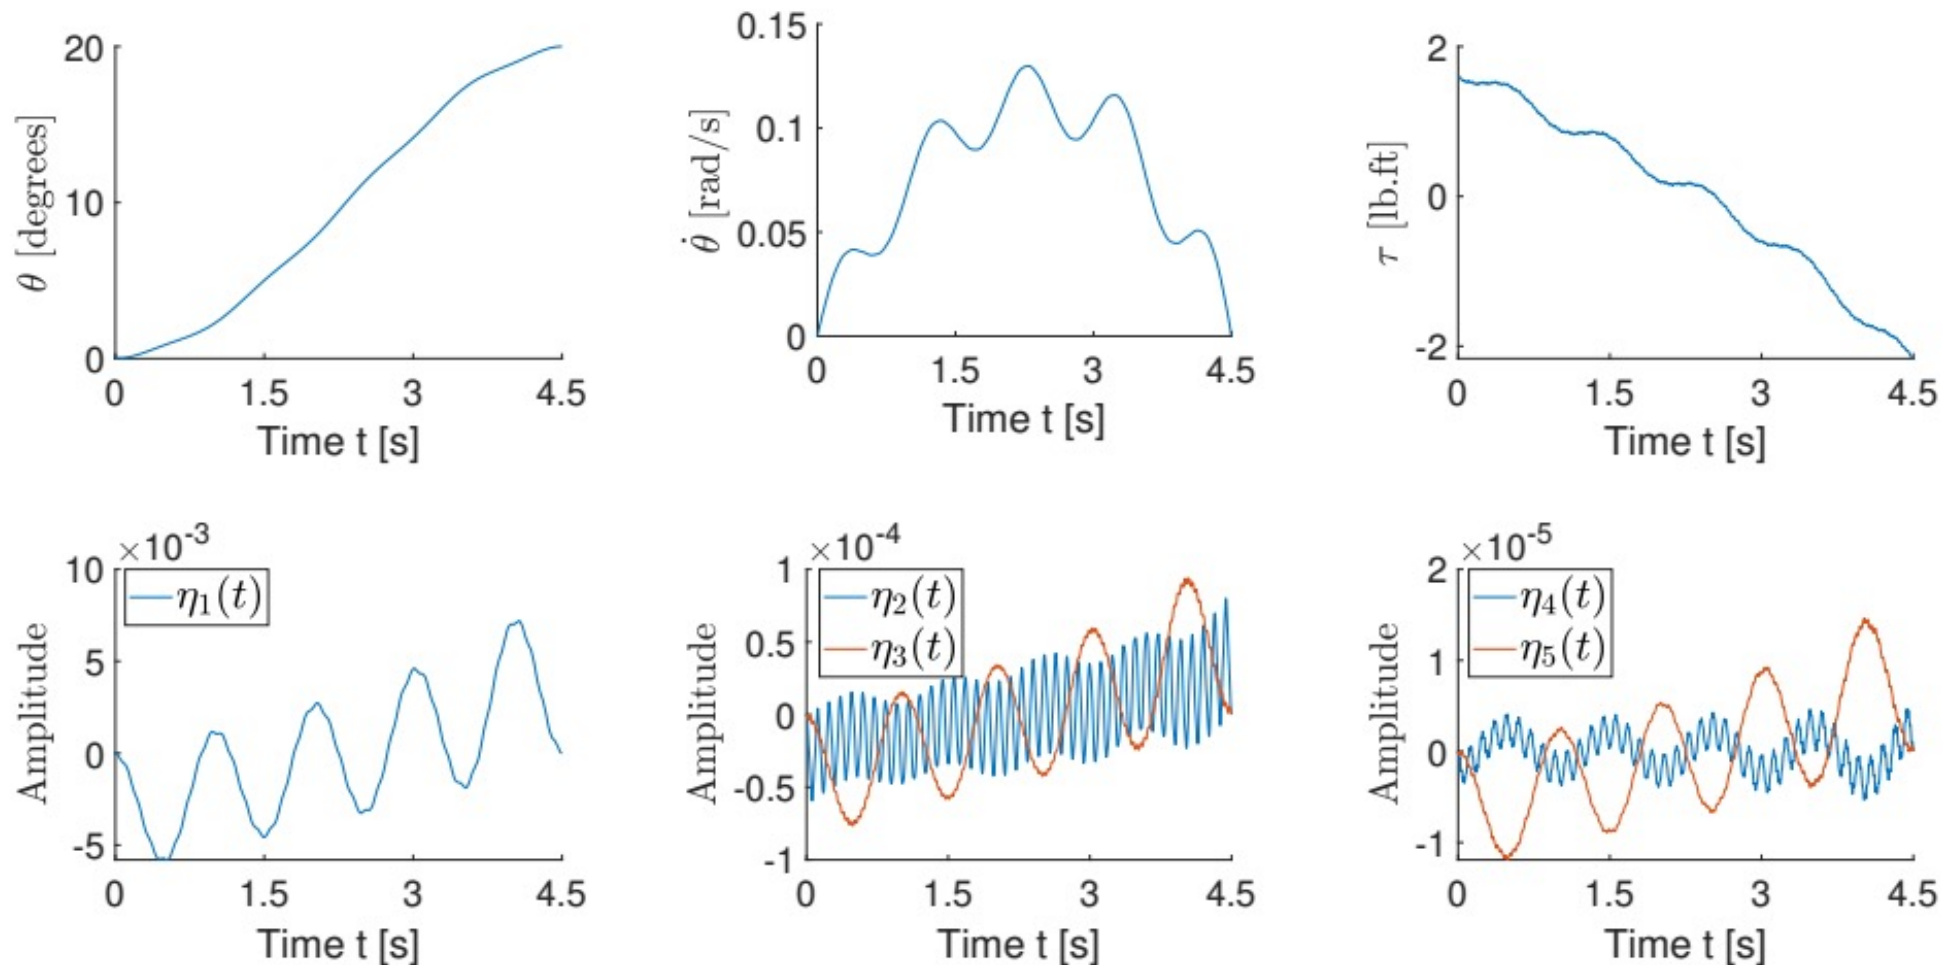 20
10
0
θ [degrees]
0 1.5 3 4.5
Time t [s]
0.15
0.1
0.05
0
θ̇ [rad/s]
0 1.5 3 4.5
Time t [s]
2
0
-2
τ [lb.ft]
0 1.5 3 4.5
Time t [s]
×10⁻³
10
5
0
-5
η₁(t)
Amplitude
0 1.5 3 4.5
Time t [s]
×10⁻⁴
1
0.5
0
-0.5
-1
η₂(t)
η₃(t)
Amplitude
0 1.5 3 4.5
Time t [s]
×10⁻⁵
2
1
0
-1
η₄(t)
η₅(t)
Amplitude
0 1.5 3 4.5
Time t [s]